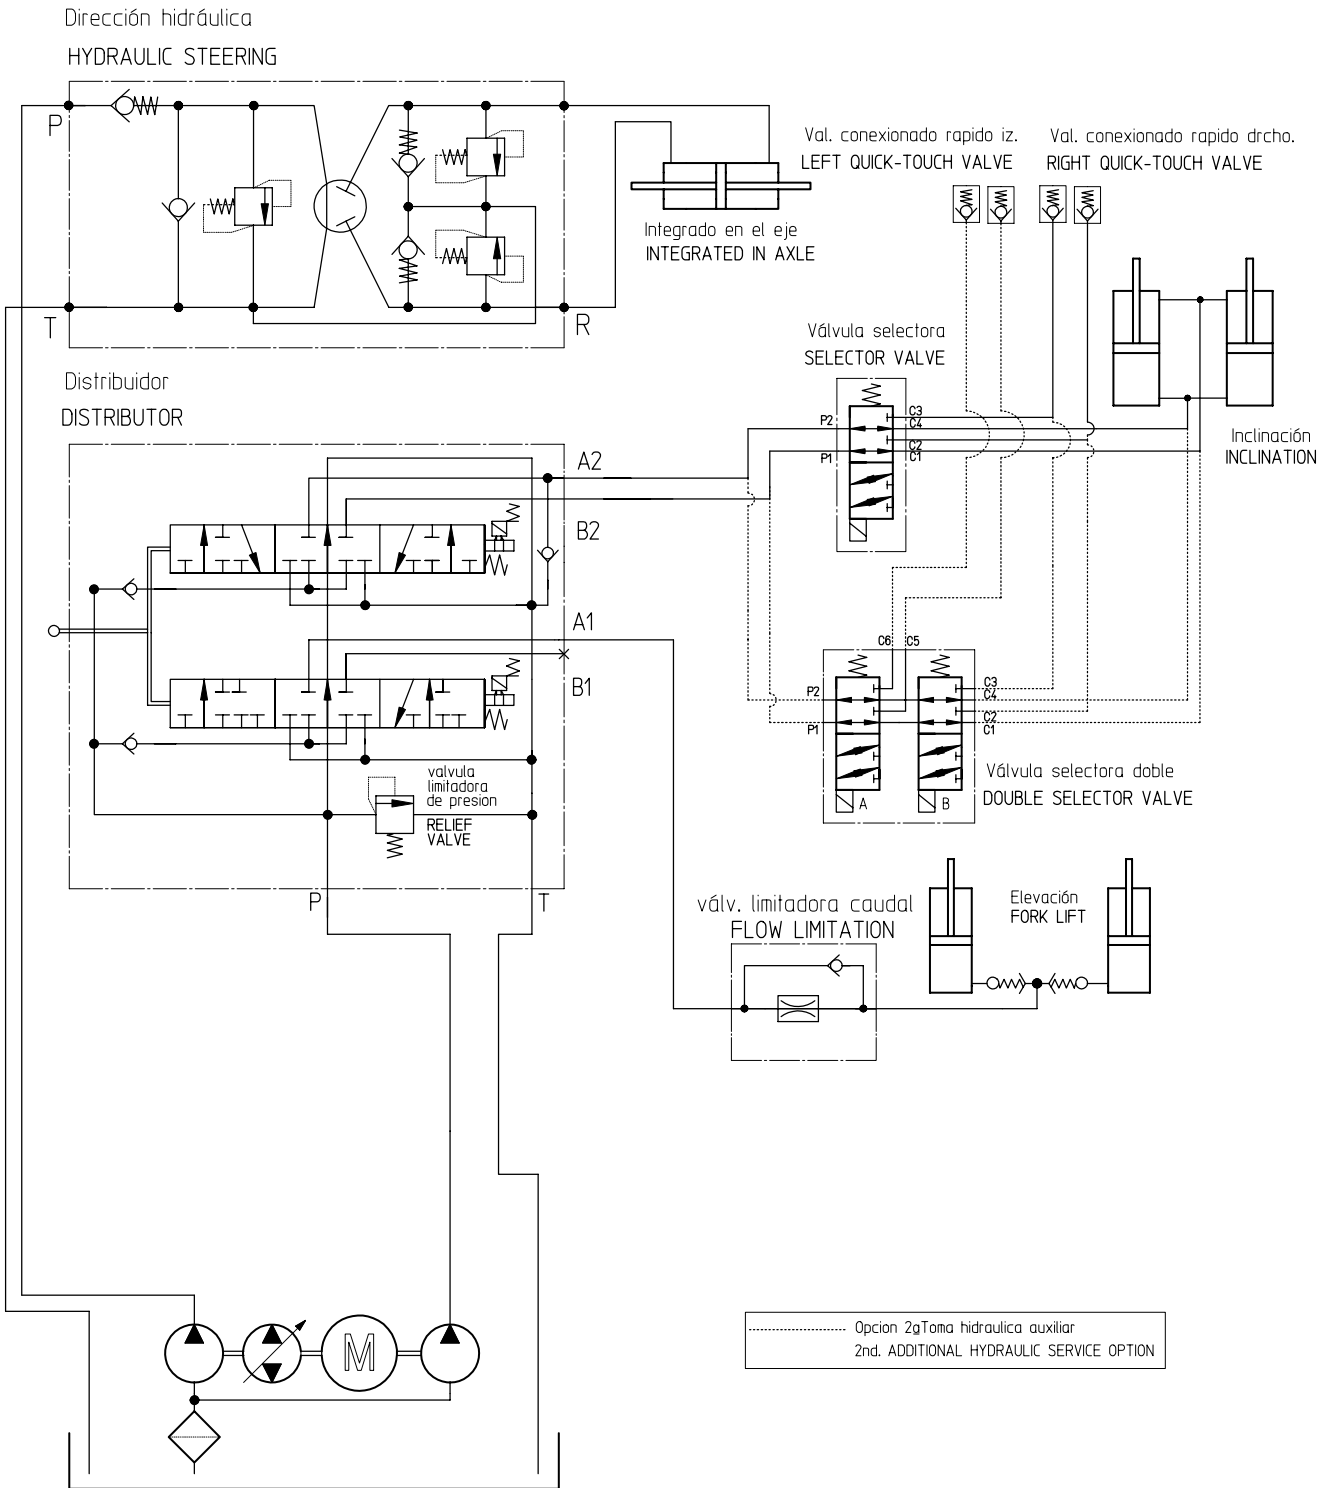 Dirección hidráulica
HYDRAULIC STEERING
P
T
R
Val. conexionado rapido iz.
LEFT QUICK-TOUCH VALVE
Val. conexionado rapido drcho.
RIGHT QUICK-TOUCH VALVE
Integrado en el eje
INTEGRATED IN AXLE
Válvula selectora
SELECTOR VALVE
P2
P1
C3
C4
C2
C1
Inclinación
INCLINATION
Distribuidor
DISTRIBUTOR
A2
B2
A1
B1
valvula
limitadora
de presion
RELIEF
VALVE
P
T
C6
C5
P2
P1
C3
C4
C2
C1
A
B
Válvula selectora doble
DOUBLE SELECTOR VALVE
válv. limitadora caudal
FLOW LIMITATION
Elevación
FORK LIFT
M
Opcion 2ªToma hidraulica auxiliar
2nd. ADDITIONAL HYDRAULIC SERVICE OPTION